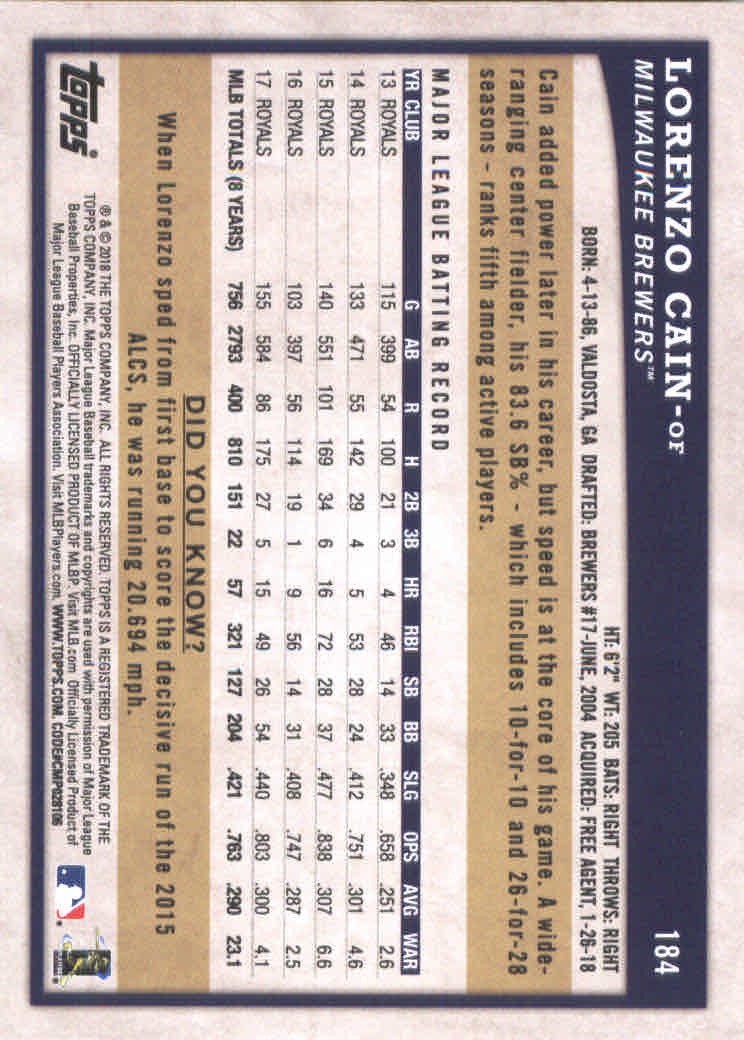 LORENZO CAIN-OF
MILWAUKEE BREWERS™
184
HT: 6'2" WT: 205 BATS: RIGHT THROWS: RIGHT
BORN: 4-13-86, VALDOSTA, GA DRAFTED: BREWERS #17-JUNE, 2004 ACQUIRED: FREE AGENT, 1-26-18
Cain added power later in his career, but speed is at the core of his game. A wide-
ranging center fielder, his 83.6 SB% - which includes 10-for-10 and 26-for-28
seasons - ranks fifth among active players.
MAJOR LEAGUE BATTING RECORD
YR CLUB G AB R H 2B 3B HR RBI SB BB SLG OPS AVG WAR
13 ROYALS 115 399 54 100 21 3 4 46 14 33 .348 .658 .251 2.6
14 ROYALS 133 471 55 142 29 4 5 53 28 24 .412 .751 .301 4.6
15 ROYALS 140 551 101 169 34 6 16 72 28 37 .477 .838 .307 6.6
16 ROYALS 103 397 56 114 19 1 9 56 14 31 .408 .747 .287 2.5
17 ROYALS 155 584 86 175 27 5 15 49 26 54 .440 .803 .300 4.1
MLB TOTALS (8 YEARS) 756 2793 400 810 151 22 57 321 127 204 .421 .763 .290 23.1
DID YOU KNOW?
When Lorenzo sped from first base to score the decisive run of the 2015
ALCS, he was running 20.694 mph.
topps®
® & © 2018 THE TOPPS COMPANY, INC. ALL RIGHTS RESERVED. TOPPS IS A REGISTERED TRADEMARK OF THE
TOPPS COMPANY, INC. Major League Baseball trademarks and copyrights are used with permission of Major League
Baseball Properties, Inc. OFFICIALLY LICENSED PRODUCT OF MLBP. Visit MLB.com. Officially Licensed Product of
Major League Baseball Players Association. Visit MLBPlayers.com. WWW.TOPPS.COM. CODE#CMP028106